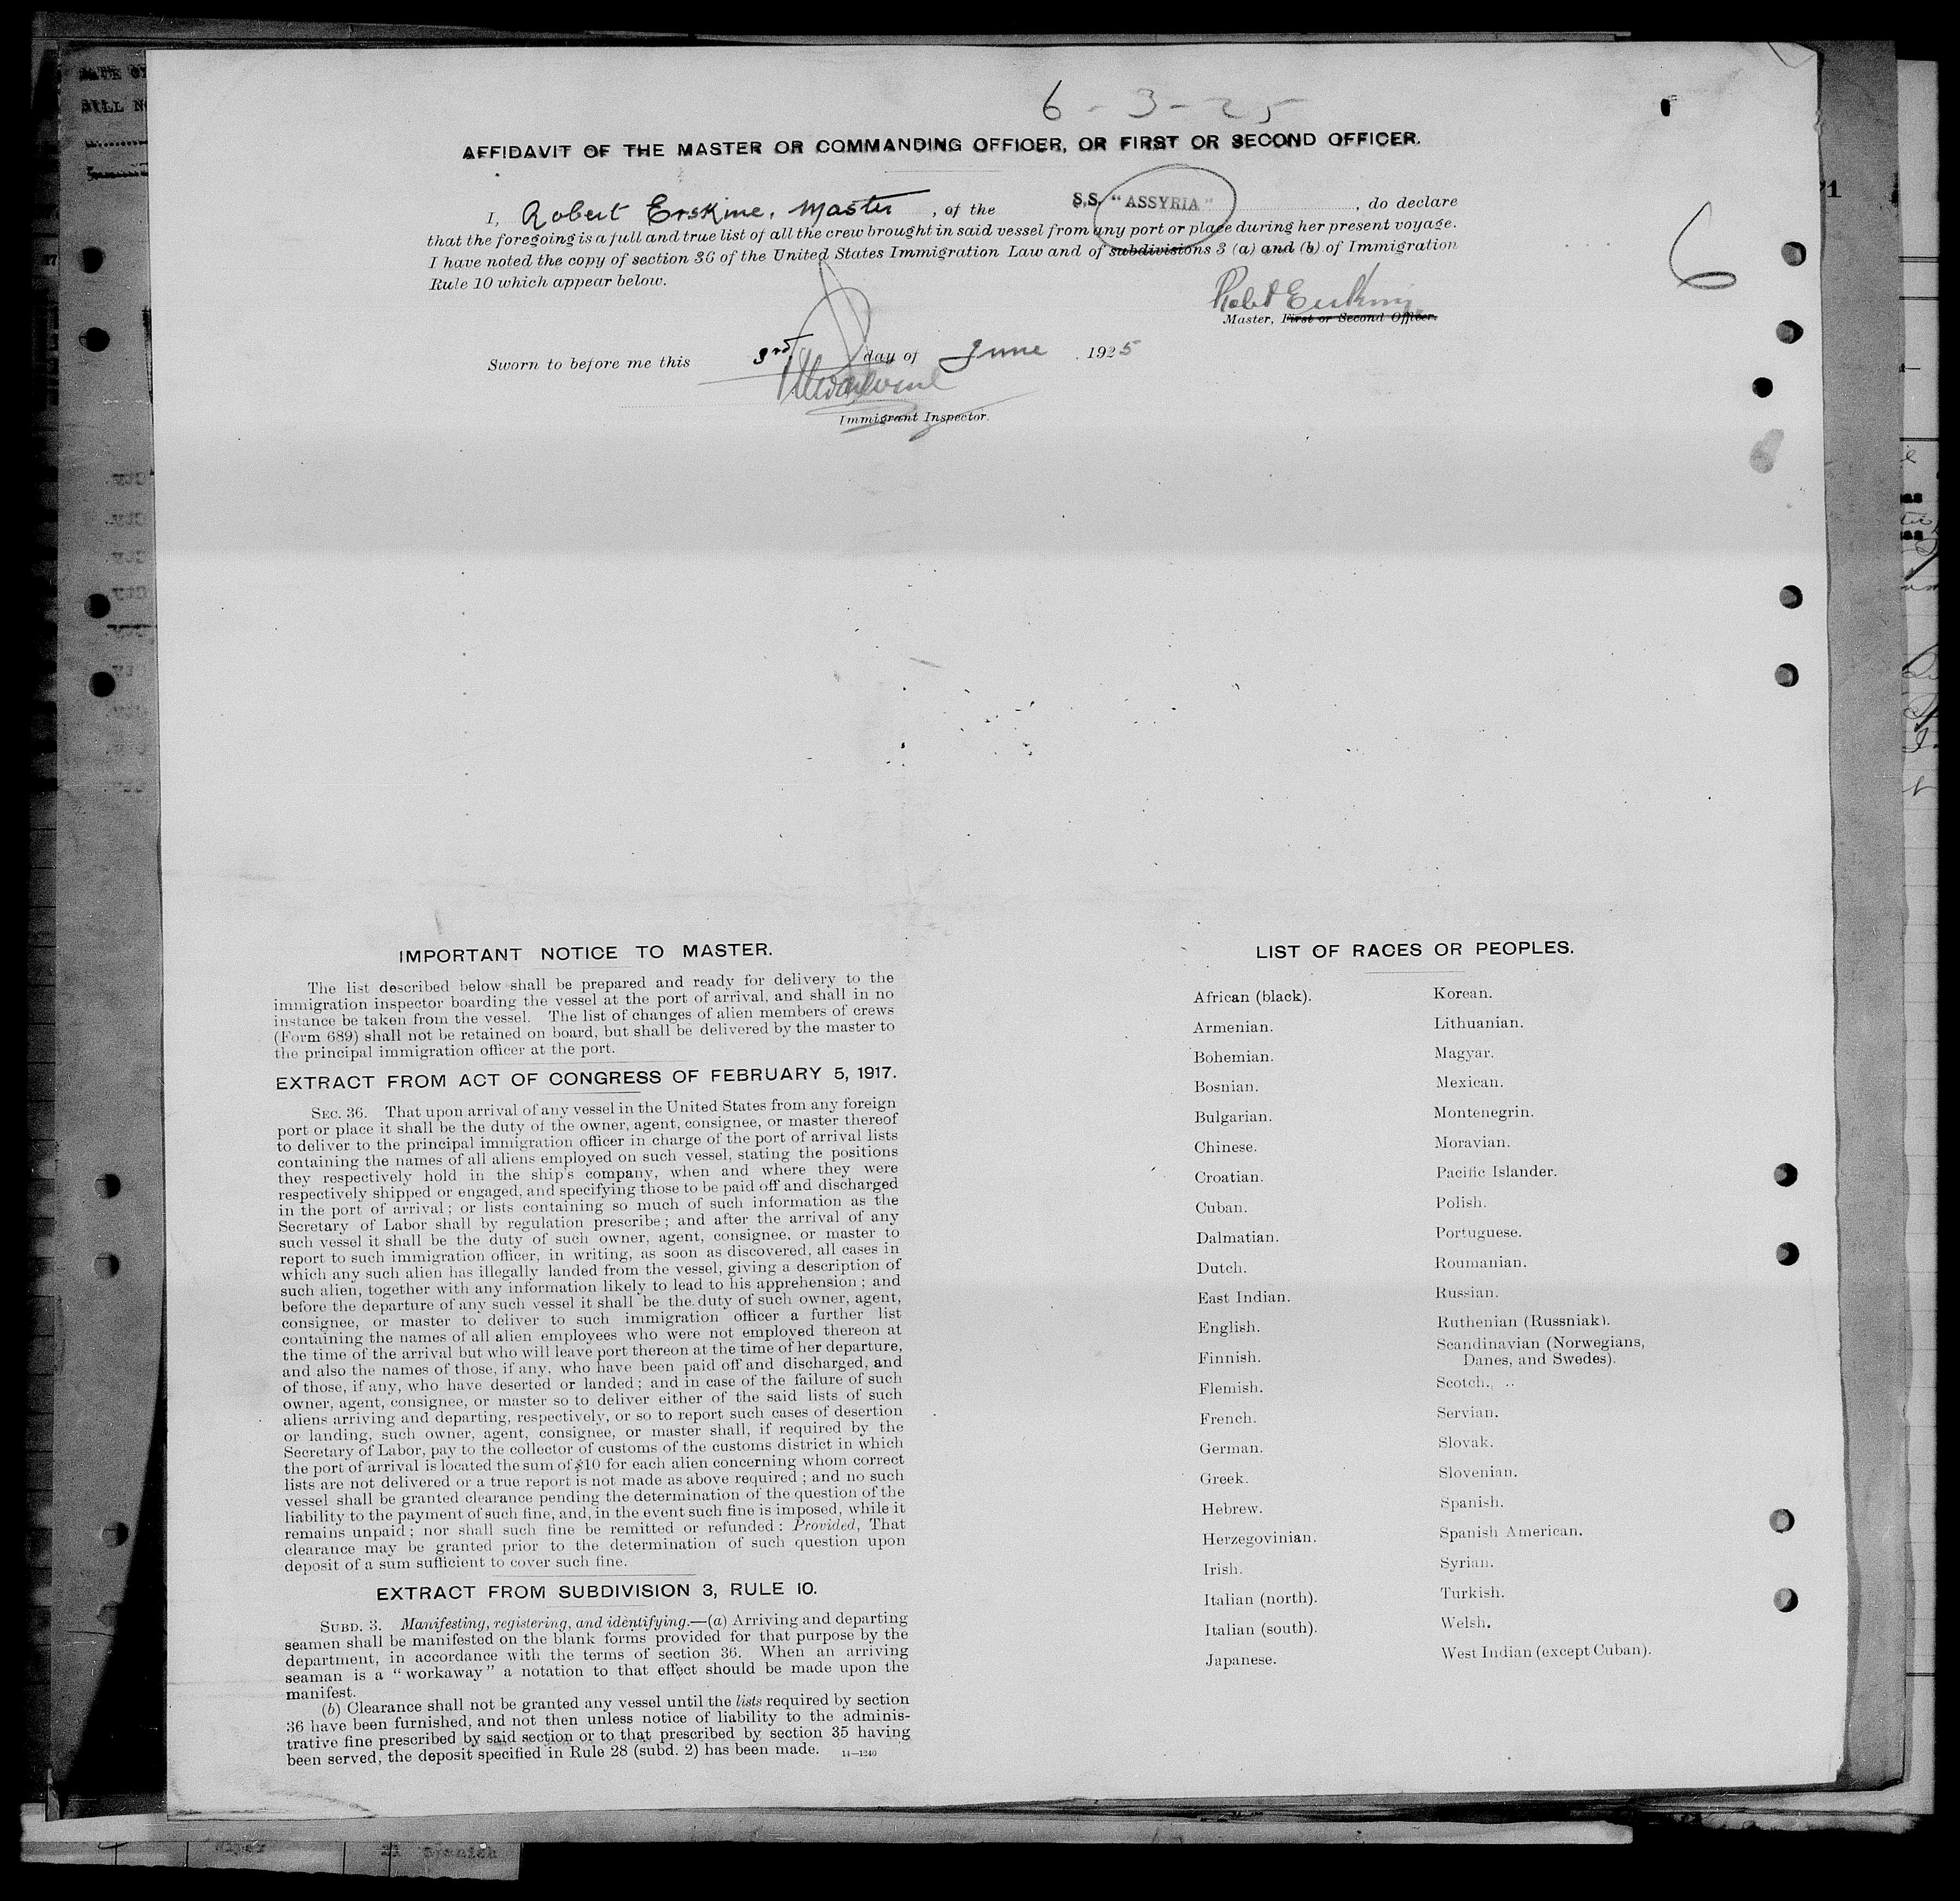 6-3-25
AFFIDAVIT OF THE MASTER OR COMMANDING OFFICER, OR FIRST OR SECOND OFFICER.
I, Robert Erskine, Master, of the S.S. "ASSYRIA", do declare
that the foregoing is a full and true list of all the crew brought in said vessel from any port or place during her present voyage.
I have noted the copy of section 36 of the United States Immigration Law and of subdivisions 3 (a) and (b) of Immigration
Rule 10 which appear below.
6
Robert Erskine
Master, First or Second Officer.
Sworn to before me this 3rd day of June, 1925
Immigrant Inspector.
IMPORTANT NOTICE TO MASTER.
The list described below shall be prepared and ready for delivery to the
immigration inspector boarding the vessel at the port of arrival, and shall in no
instance be taken from the vessel. The list of changes of alien members of crews
(Form 689) shall not be retained on board, but shall be delivered by the master to
the principal immigration officer at the port.
EXTRACT FROM ACT OF CONGRESS OF FEBRUARY 5, 1917.
SEC. 36. That upon arrival of any vessel in the United States from any foreign
port or place it shall be the duty of the owner, agent, consignee, or master thereof
to deliver to the principal immigration officer in charge of the port of arrival lists
containing the names of all aliens employed on such vessel, stating the positions
they respectively hold in the ship's company, when and where they were
respectively shipped or engaged, and specifying those to be paid off and discharged
in the port of arrival; or lists containing so much of such information as the
Secretary of Labor shall by regulation prescribe; and after the arrival of any
such vessel it shall be the duty of such owner, agent, consignee, or master to
report to such immigration officer, in writing, as soon as discovered, all cases in
which any such alien has illegally landed from the vessel, giving a description of
such alien, together with any information likely to lead to his apprehension; and
before the departure of any such vessel it shall be the duty of such owner, agent,
consignee, or master to deliver to such immigration officer a further list
containing the names of all alien employees who were not employed thereon at
the time of the arrival but who will leave port thereon at the time of her departure,
and also the names of those, if any, who have been paid off and discharged, and
of those, if any, who have deserted or landed; and in case of the failure of such
owner, agent, consignee, or master so to deliver either of the said lists of such
aliens arriving and departing, respectively, or so to report such cases of desertion
or landing, such owner, agent, consignee, or master shall, if required by the
Secretary of Labor, pay to the collector of customs of the customs district in which
the port of arrival is located the sum of $10 for each alien concerning whom correct
lists are not delivered or a true report is not made as above required; and no such
vessel shall be granted clearance pending the determination of the question of the
liability to the payment of such fine, and, in the event such fine is imposed, while it
remains unpaid; nor shall such fine be remitted or refunded: Provided, That
clearance may be granted prior to the determination of such question upon
deposit of a sum sufficient to cover such fine.
EXTRACT FROM SUBDIVISION 3, RULE 10.
SUBD. 3. Manifesting, registering, and identifying.—(a) Arriving and departing
seamen shall be manifested on the blank forms provided for that purpose by the
department, in accordance with the terms of section 36. When an arriving
seaman is a "workaway" a notation to that effect should be made upon the
manifest.
(b) Clearance shall not be granted any vessel until the lists required by section
36 have been furnished, and not then unless notice of liability to the adminis-
trative fine prescribed by said section or to that prescribed by section 35 having
been served, the deposit specified in Rule 28 (subd. 2) has been made. 14—1240
LIST OF RACES OR PEOPLES.
African (black).
Armenian.
Bohemian.
Bosnian.
Bulgarian.
Chinese.
Croatian.
Cuban.
Dalmatian.
Dutch.
East Indian.
English.
Finnish.
Flemish.
French.
German.
Greek.
Hebrew.
Herzegovinian.
Irish.
Italian (north).
Italian (south).
Japanese.
Korean.
Lithuanian.
Magyar.
Mexican.
Montenegrin.
Moravian.
Pacific Islander.
Polish.
Portuguese.
Roumanian.
Russian.
Ruthenian (Russniak).
Scandinavian (Norwegians,
Danes, and Swedes).
Scotch.
Servian.
Slovak.
Slovenian.
Spanish.
Spanish American.
Syrian.
Turkish.
Welsh.
West Indian (except Cuban).
21 Spanish